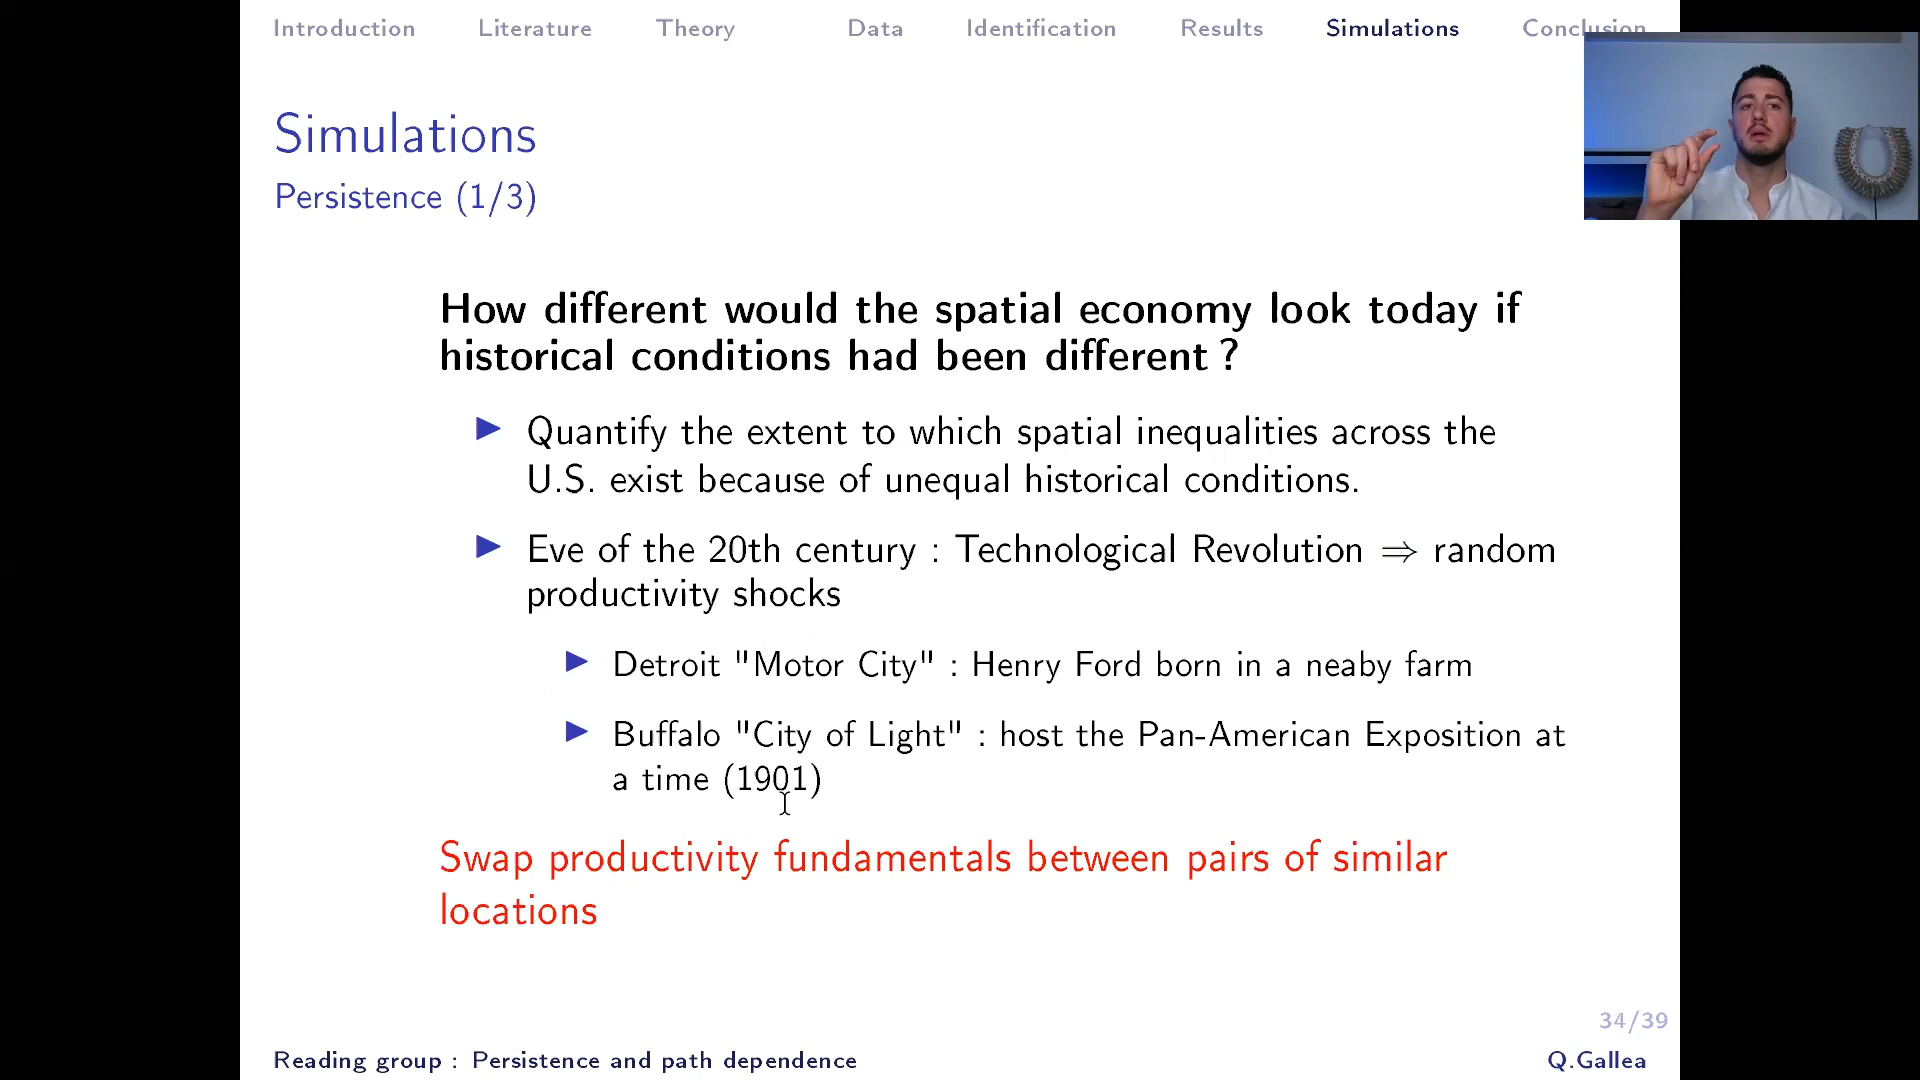 Introduction Literature Theory Data Identification Results Simulations Conclusion
Simulations
Persistence (1/3)
How different would the spatial economy look today if
historical conditions had been different ?
Quantify the extent to which spatial inequalities across the
U.S. exist because of unequal historical conditions.
Eve of the 20th century : Technological Revolution ⇒ random
productivity shocks
Detroit "Motor City" : Henry Ford born in a neaby farm
Buffalo "City of Light" : host the Pan-American Exposition at
a time (1901)
Swap productivity fundamentals between pairs of similar
locations
34/39
Reading group : Persistence and path dependence Q.Gallea